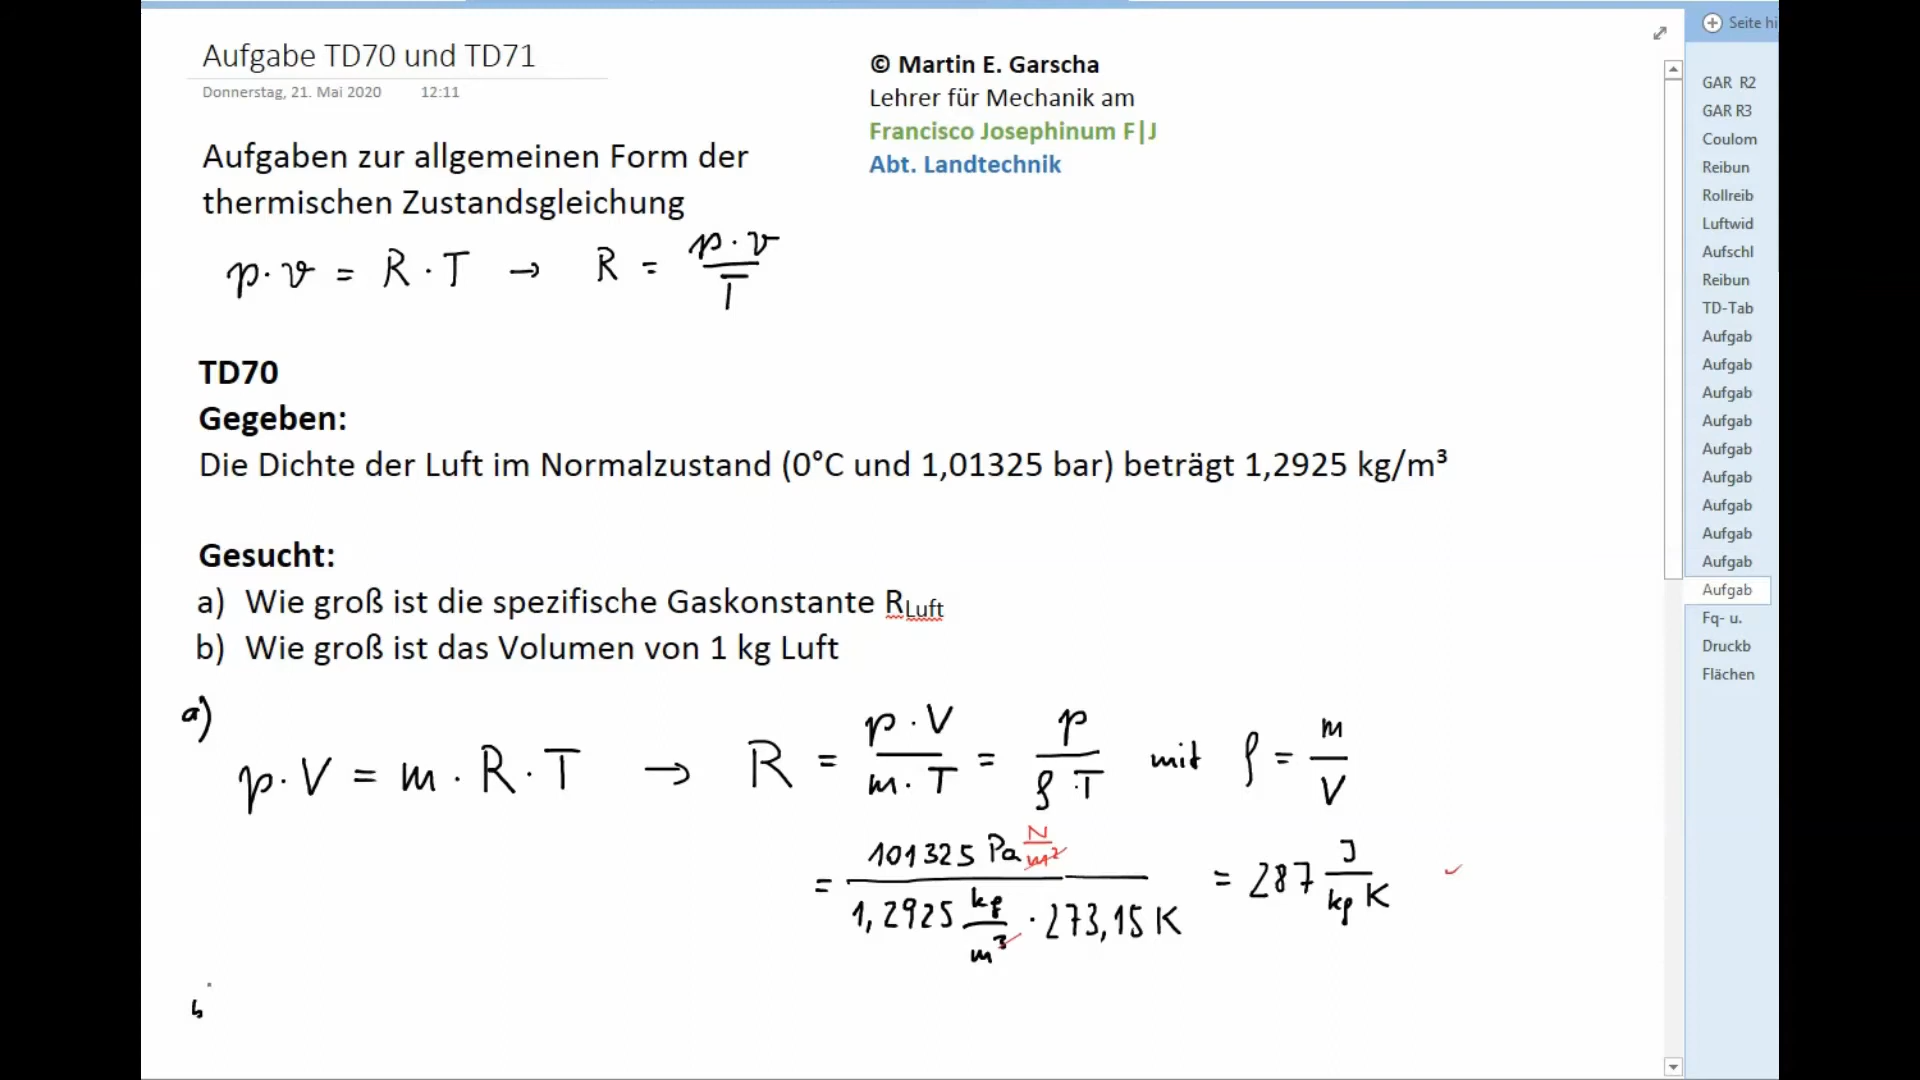 Aufgabe TD70 und TD71
Donnerstag, 21. Mai 2020 12:11
© Martin E. Garscha
Lehrer für Mechanik am
Francisco Josephinum F|J
Abt. Landtechnik
Aufgaben zur allgemeinen Form der
thermischen Zustandsgleichung
p · v = R · T → R = p · v / T
TD70
Gegeben:
Die Dichte der Luft im Normalzustand (0°C und 1,01325 bar) beträgt 1,2925 kg/m³
Gesucht:
a) Wie groß ist die spezifische Gaskonstante RLuft
b) Wie groß ist das Volumen von 1 kg Luft
a)
p · V = m · R · T → R = p · V / m · T = p / ρ · T mit ρ = m / V
= 101325 Pa N/m² / 1,2925 kg/m³ · 273,15 K = 287 J / kg K
b
Seite hi
GAR R2
GAR R3
Coulom
Reibun
Rollreib
Luftwid
Aufschl
Reibun
TD-Tab
Aufgab
Aufgab
Aufgab
Aufgab
Aufgab
Aufgab
Aufgab
Aufgab
Aufgab
Aufgab
Fq- u.
Druckb
Flächen